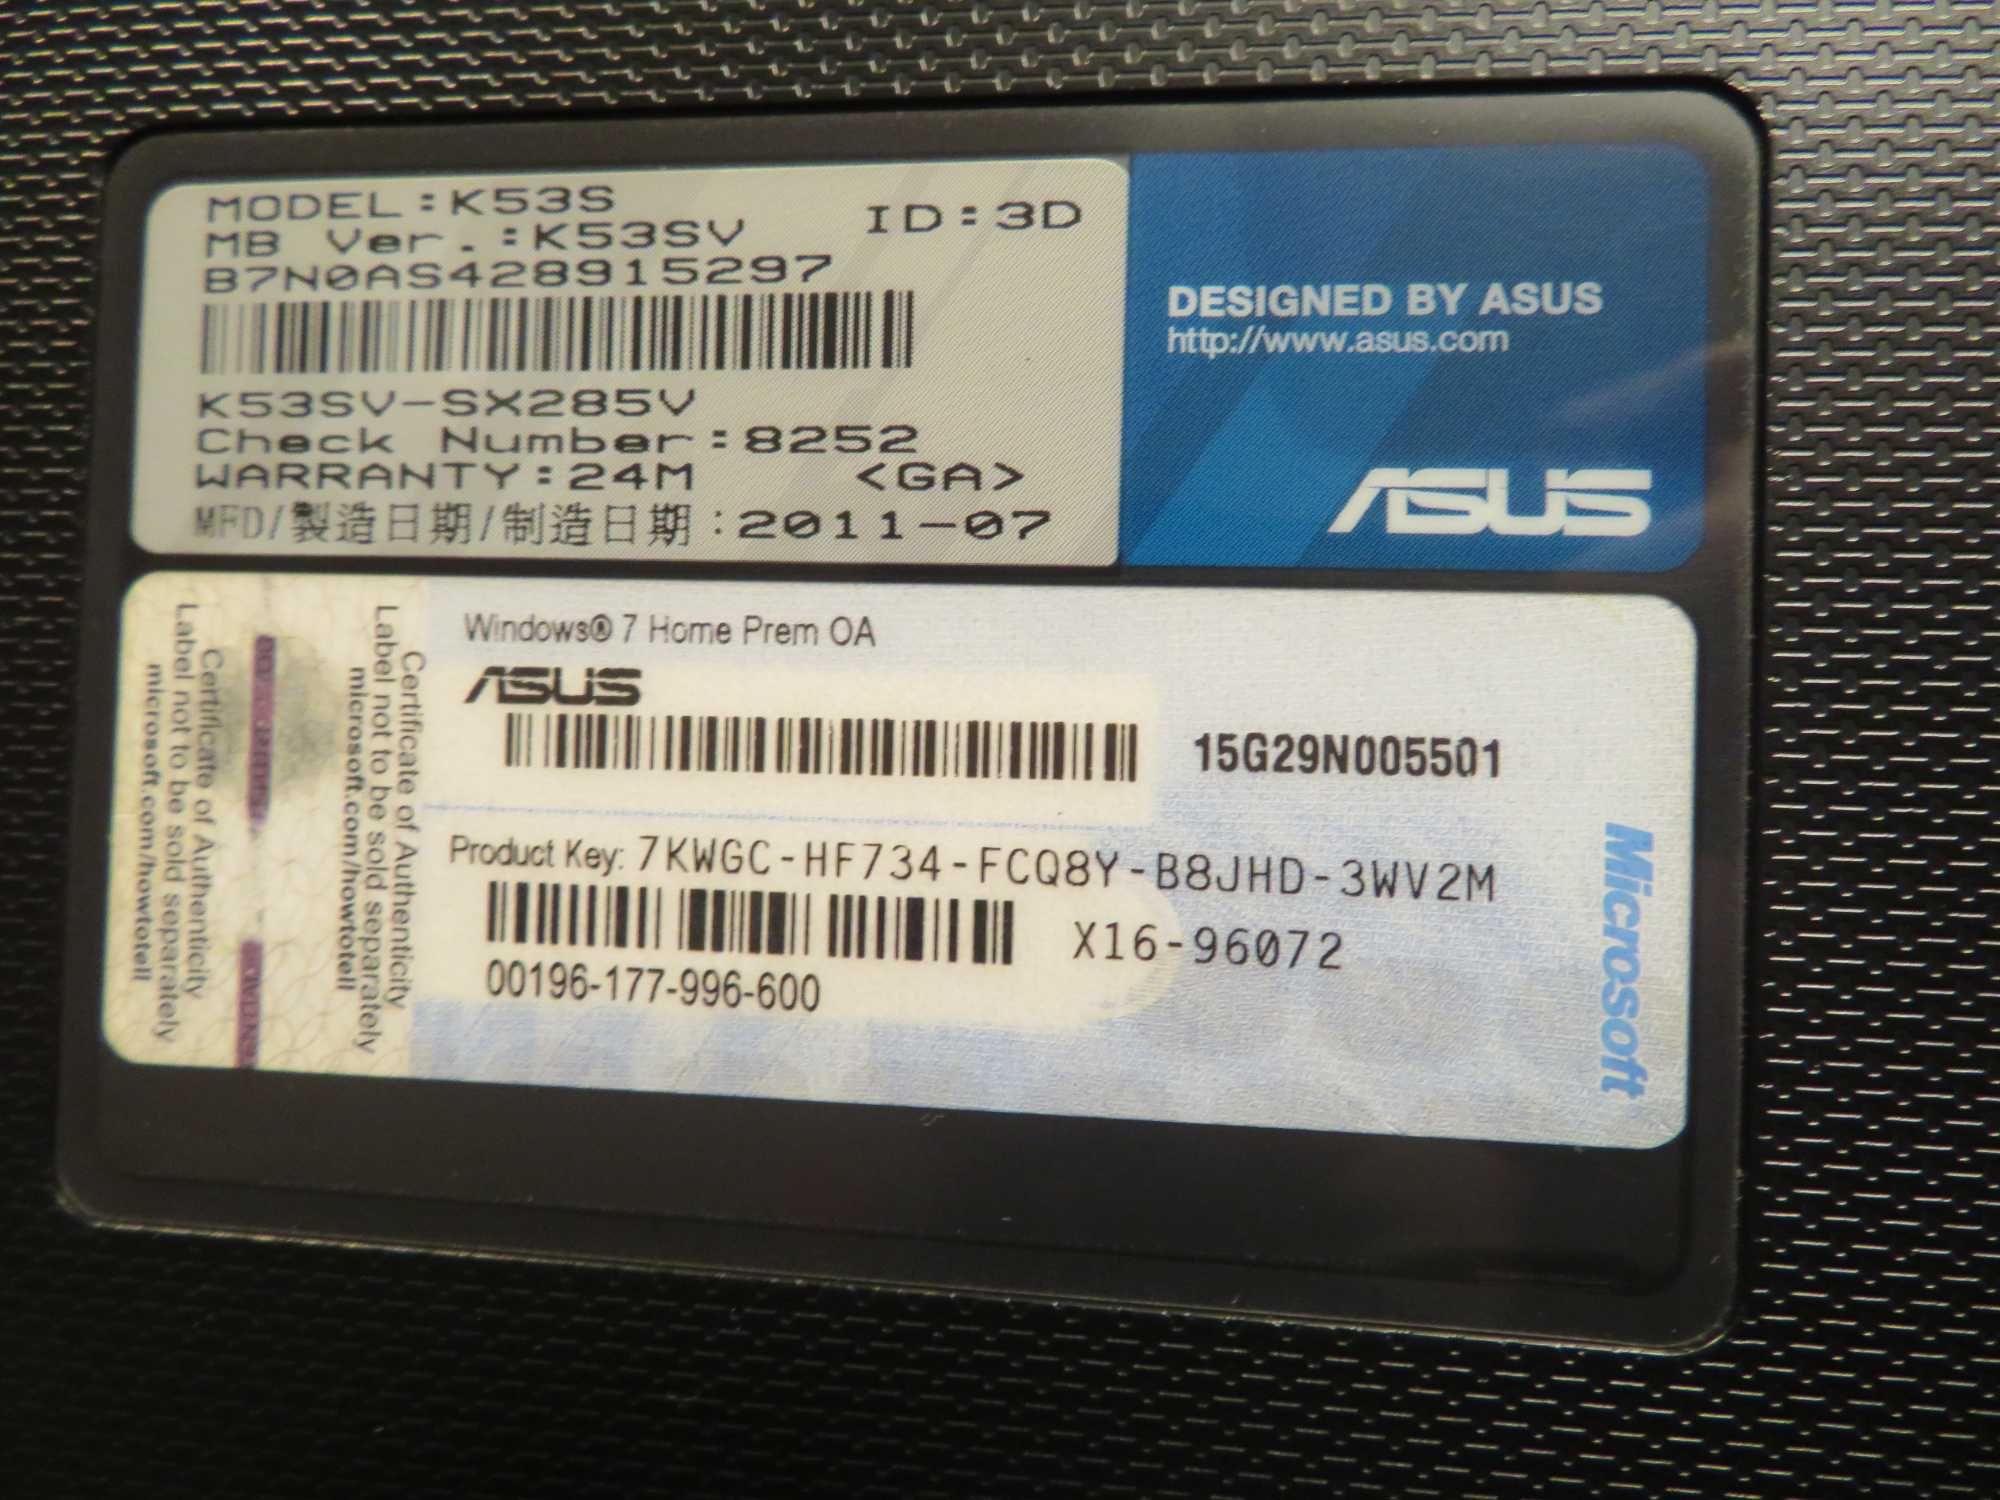 MODEL:K53S
ID:3D
MB Ver.:K53SV
B7N0AS428915297
K53SV-SX285V
Check Number:8252
WARRANTY:24M <GA>
MFD/製造日期/制造日期:2011-07
DESIGNED BY ASUS
http://www.asus.com
ASUS
Certificate of Authenticity
Label not to be sold separately
microsoft.com/howtotell
Certificate of Authenticity
Label not to be sold separately
microsoft.com/howtotell
Windows® 7 Home Prem OA
ASUS
15G29N005501
Product Key: 7KWGC-HF734-FCQ8Y-B8JHD-3WV2M
X16-96072
00196-177-996-600
Microsoft